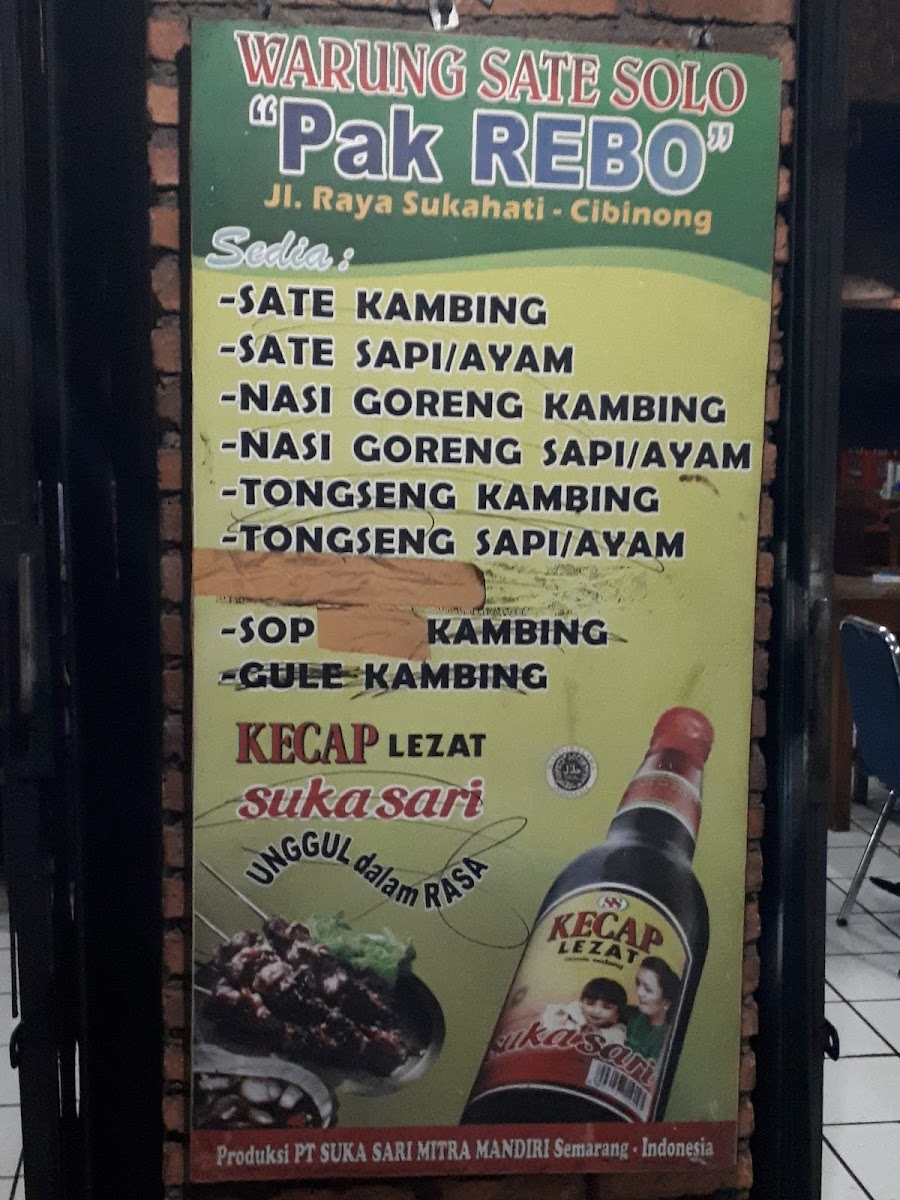 WARUNG SATE SOLO
"Pak REBO"
Jl. Raya Sukahati - Cibinong
Sedia :
-SATE KAMBING
-SATE SAPI/AYAM
-NASI GORENG KAMBING
-NASI GORENG SAPI/AYAM
-TONGSENG KAMBING
-TONGSENG SAPI/AYAM
-SOP KAMBING
-GULE KAMBING
KECAP LEZAT
suka sari
UNGGUL dalam RASA
SS
KECAP
LEZAT
suka sari
Produksi PT SUKA SARI MITRA MANDIRI Semarang - Indonesia